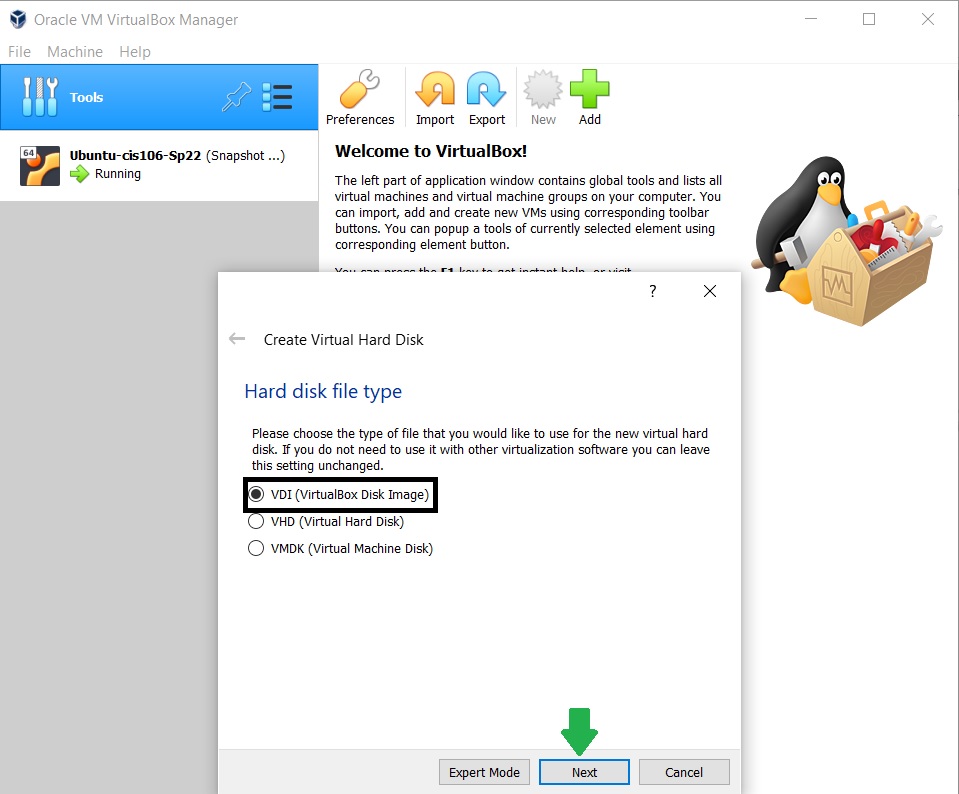 Oracle VM VirtualBox Manager
File Machine Help
Tools
Preferences Import Export New Add
64
Ubuntu-cis106-Sp22 (Snapshot ...)
Running
Welcome to VirtualBox!
The left part of application window contains global tools and lists all
virtual machines and virtual machine groups on your computer. You
can import, add and create new VMs using corresponding toolbar
buttons. You can popup a tools of currently selected element using
corresponding element button.
You can press the F1 key to get instant help, or visit
?
Create Virtual Hard Disk
Hard disk file type
Please choose the type of file that you would like to use for the new virtual hard
disk. If you do not need to use it with other virtualization software you can leave
this setting unchanged.
VDI (VirtualBox Disk Image)
VHD (Virtual Hard Disk)
VMDK (Virtual Machine Disk)
Expert Mode Next Cancel